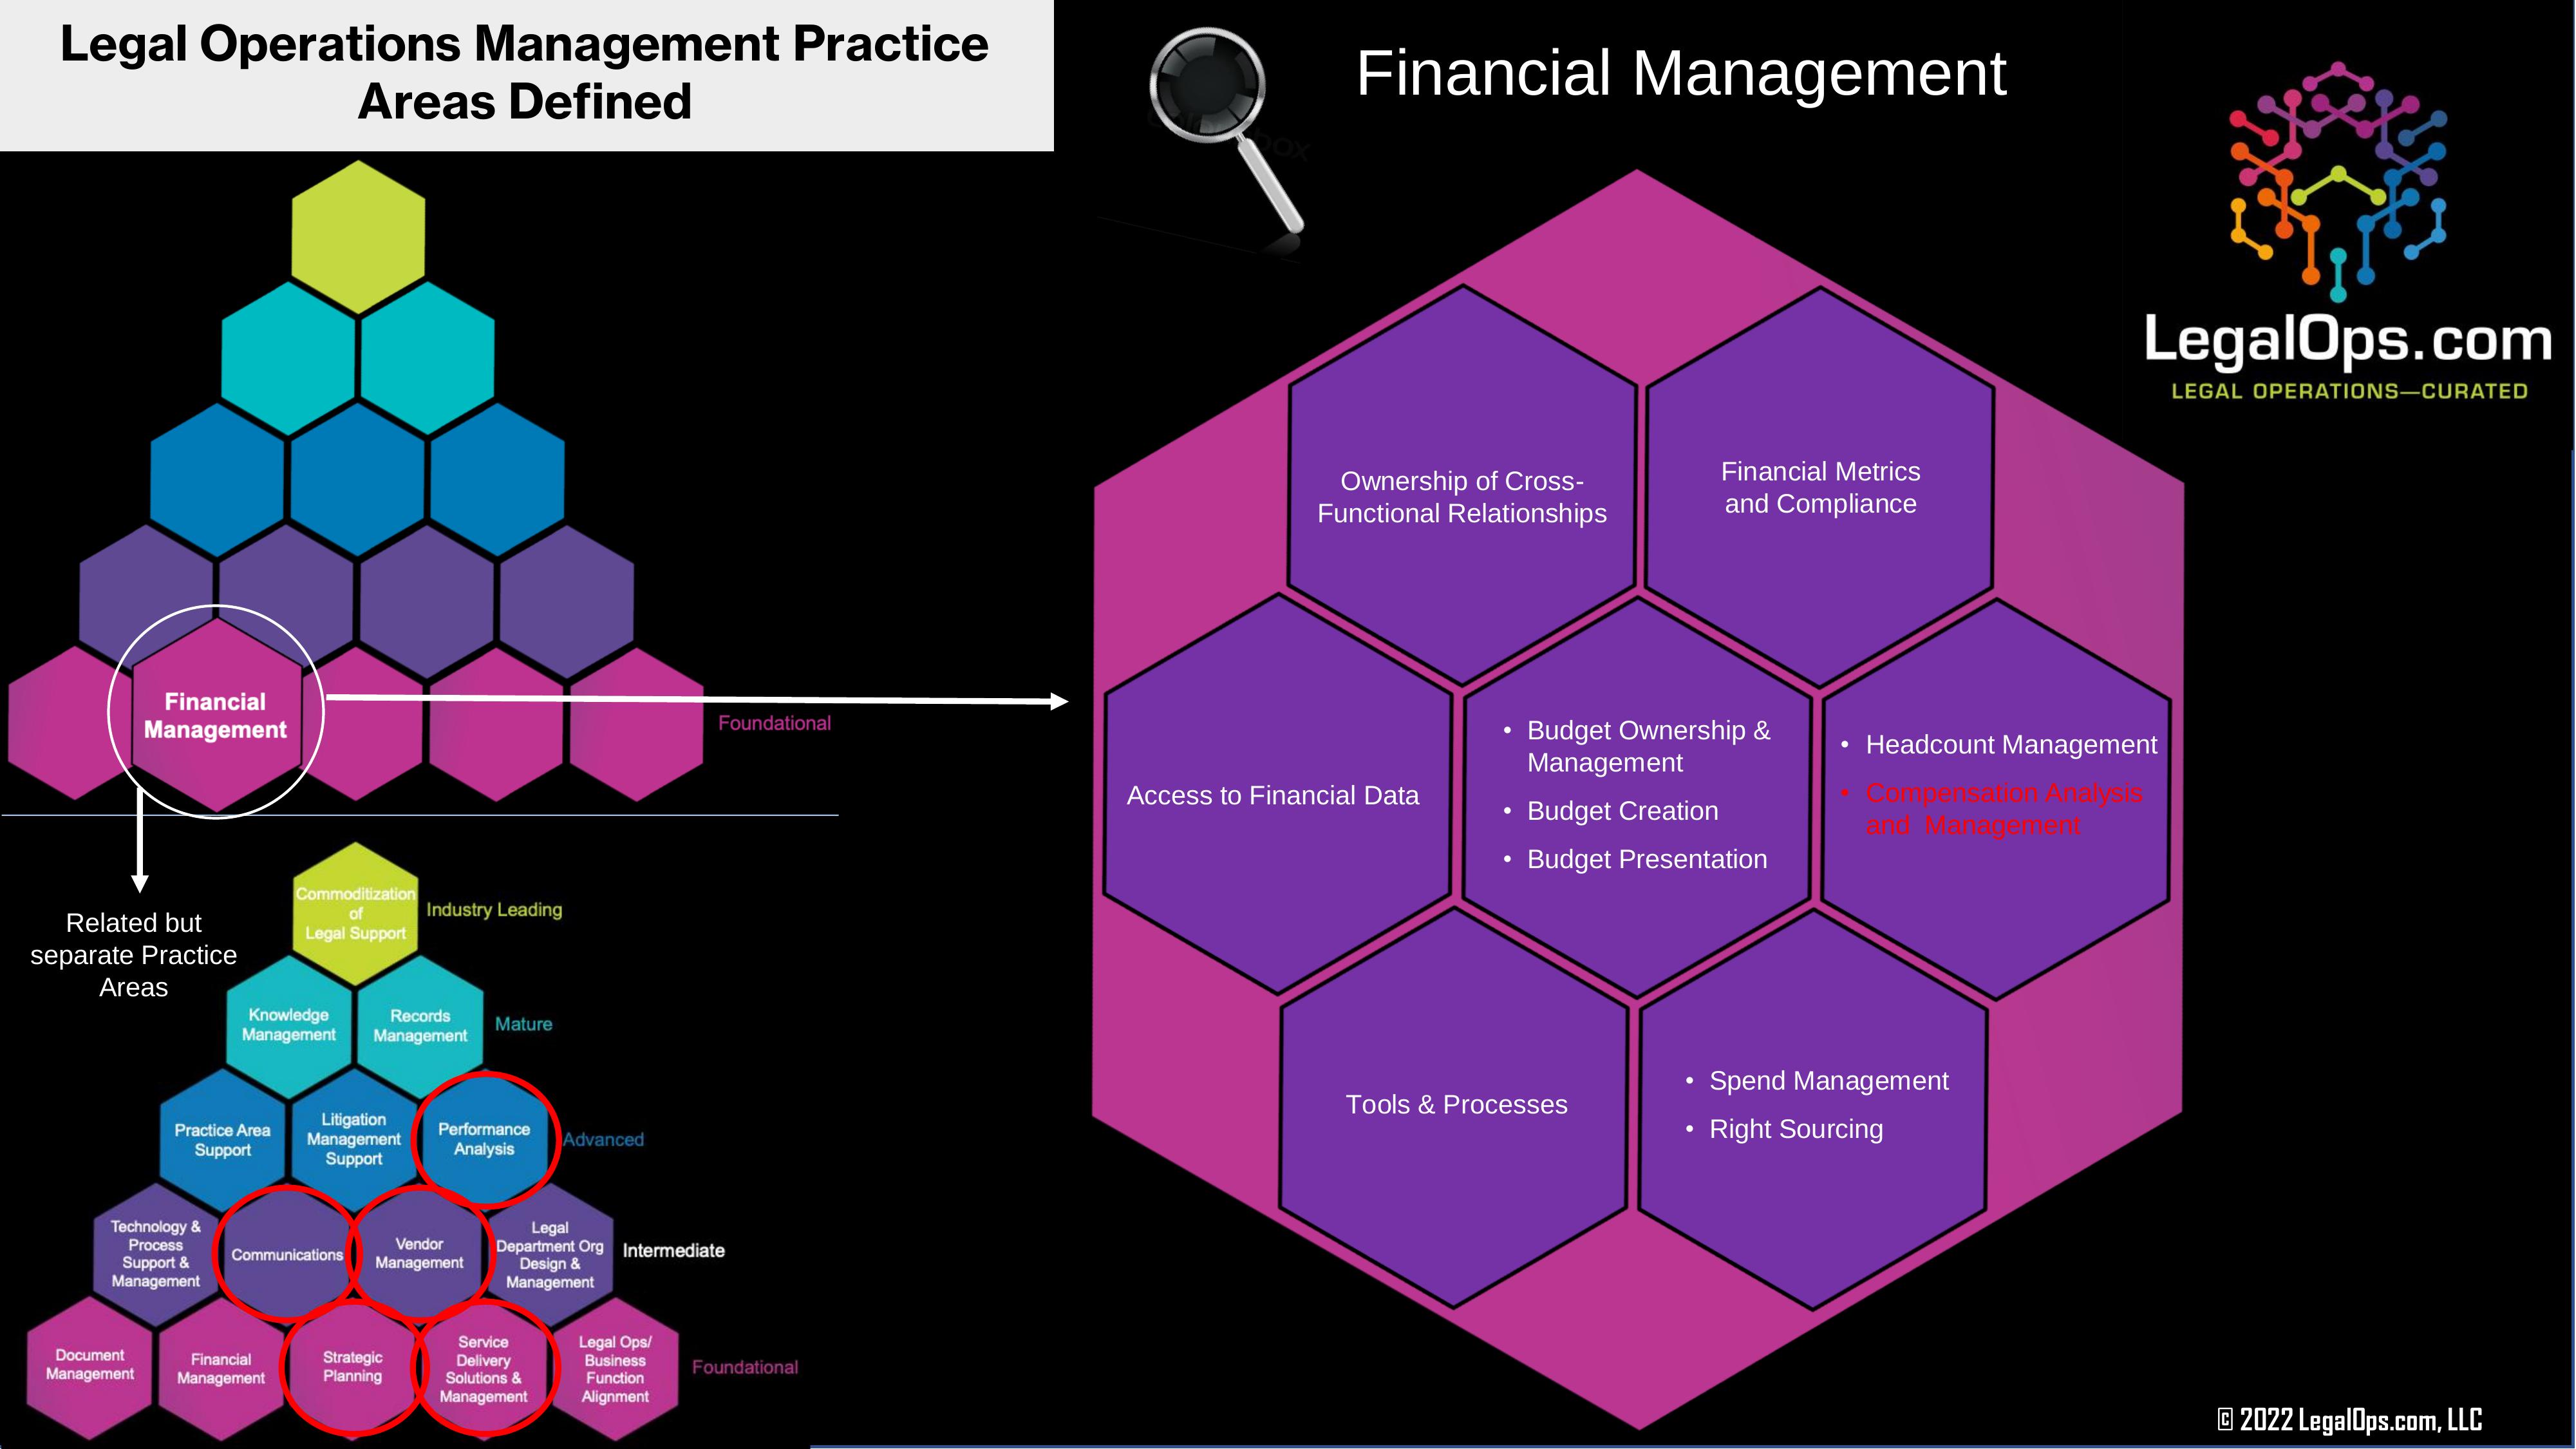 Legal Operations Management Practice
Areas Defined
Financial Management
LegalOps.com
LEGAL OPERATIONS—CURATED
Financial
Management
Foundational
Ownership of Cross-
Functional Relationships
Financial Metrics
and Compliance
Access to Financial Data
• Budget Ownership &
Management
• Budget Creation
• Budget Presentation
• Headcount Management
• Compensation Analysis
and  Management
Tools & Processes
• Spend Management
• Right Sourcing
Related but
separate Practice
Areas
Commoditization
of
Legal Support
Industry Leading
Knowledge
Management
Records
Management
Mature
Practice Area
Support
Litigation
Management
Support
Performance
Analysis
Advanced
Technology &
Process
Support &
Management
Communications
Vendor
Management
Legal
Department Org
Design &
Management
Intermediate
Document
Management
Financial
Management
Strategic
Planning
Service
Delivery
Solutions &
Management
Legal Ops/
Business
Function
Alignment
Foundational
© 2022 LegalOps.com, LLC